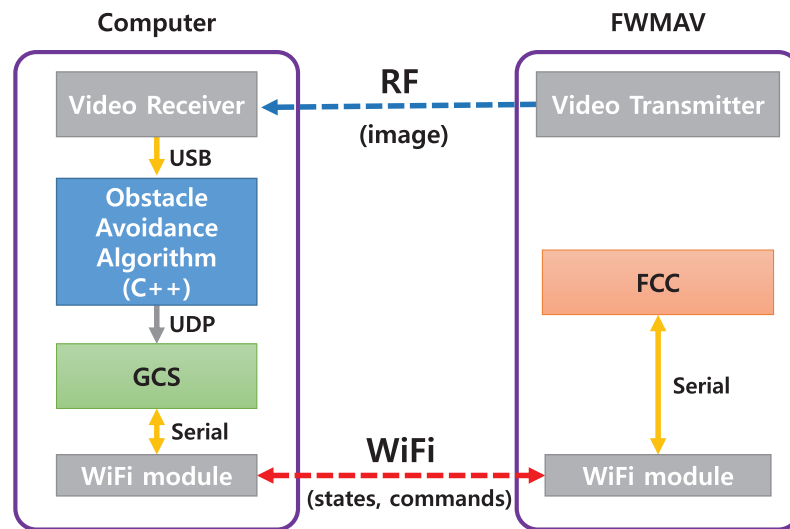 Computer
FWMAV
Video Receiver
RF
(image)
Video Transmitter
USB
Obstacle
Avoidance
Algorithm
(C++)
UDP
FCC
GCS
Serial
Serial
WiFi module
WiFi
(states, commands)
WiFi module